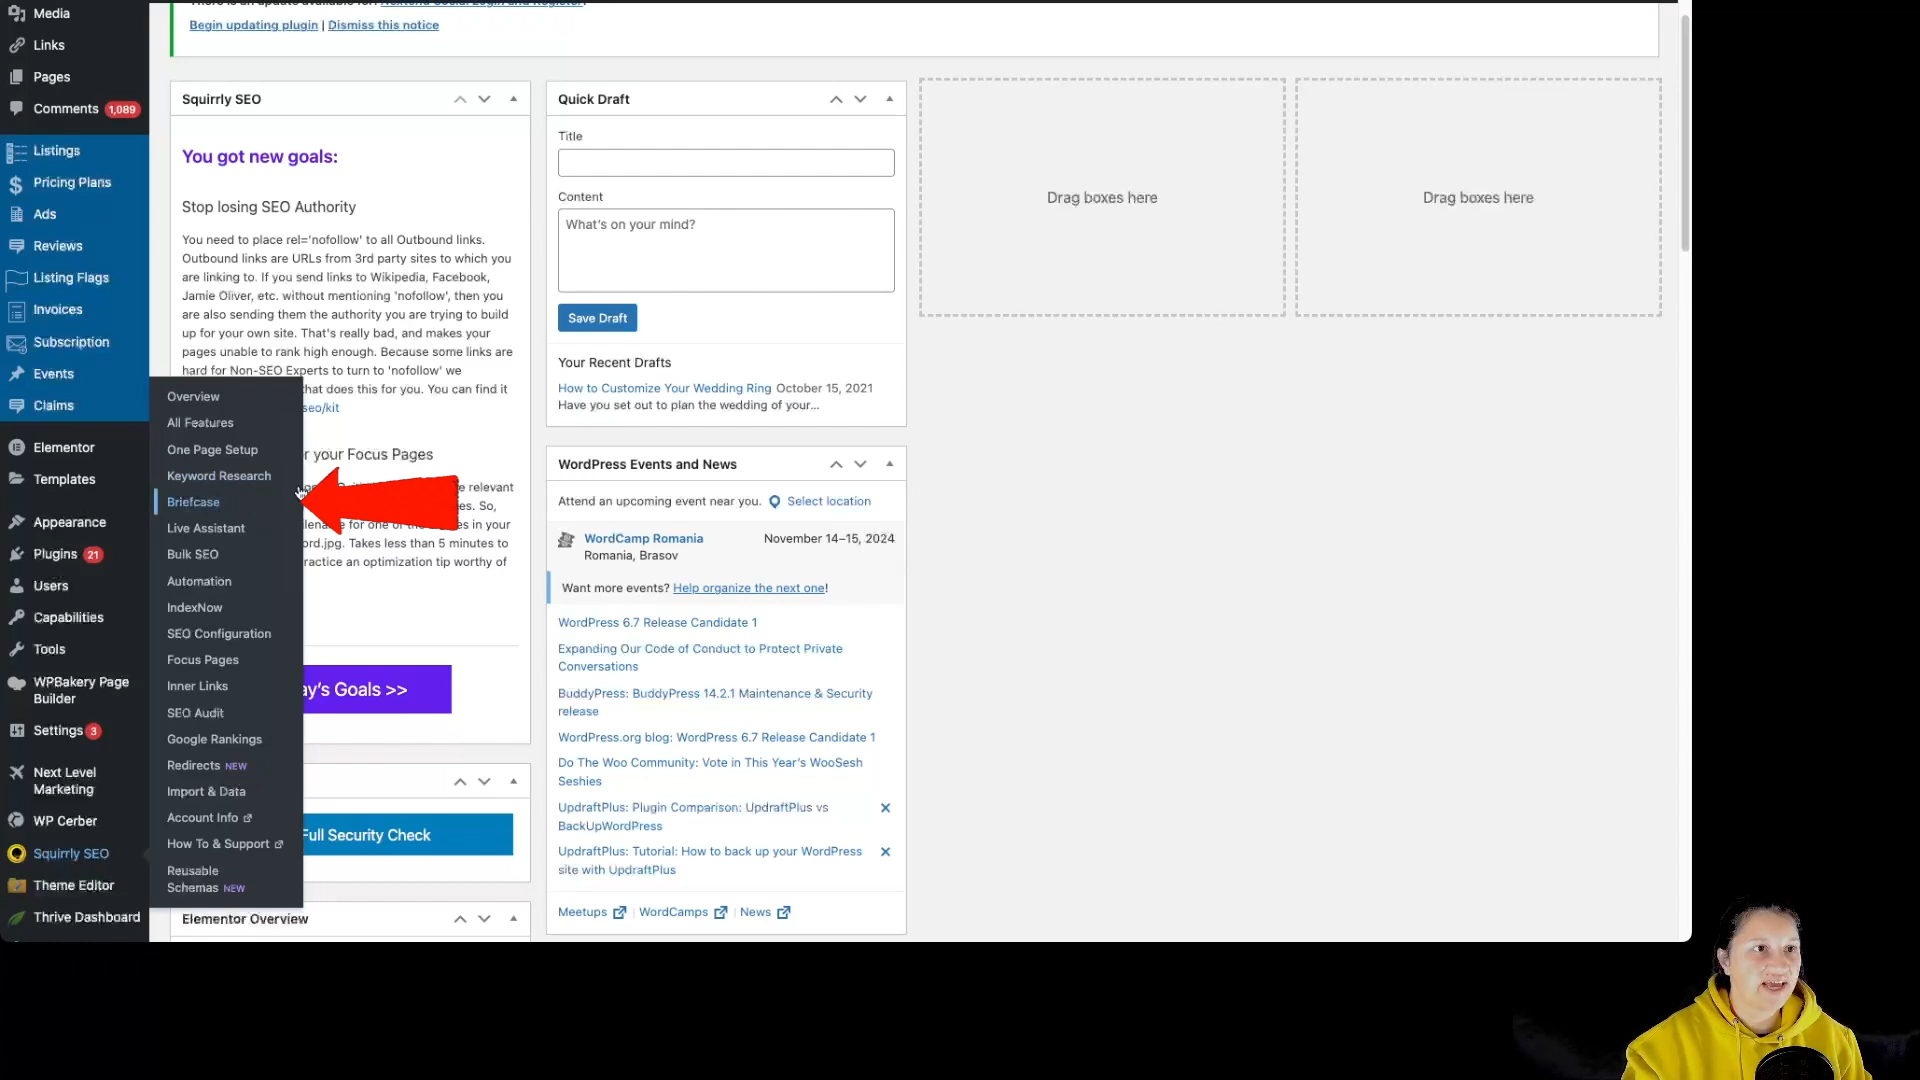 There is an update available for: Nextend Social Login and Register.
Begin updating plugin | Dismiss this notice
Media
Links
Pages
Comments 1,089
Listings
Pricing Plans
Ads
Reviews
Listing Flags
Invoices
Subscription
Events
Claims
Elementor
Templates
Appearance
Plugins 21
Users
Capabilities
Tools
WPBakery Page
Builder
Settings 3
Next Level
Marketing
WP Cerber
Squirrly SEO
Theme Editor
Thrive Dashboard
Overview
All Features
One Page Setup
Keyword Research
Briefcase
Live Assistant
Bulk SEO
Automation
IndexNow
SEO Configuration
Focus Pages
Inner Links
SEO Audit
Google Rankings
Redirects NEW
Import & Data
Account Info
How To & Support
Reusable
Schemas NEW
Squirrly SEO
You got new goals:
Stop losing SEO Authority
You need to place rel='nofollow' to all Outbound links.
Outbound links are URLs from 3rd party sites to which you
are linking to. If you send links to Wikipedia, Facebook,
Jamie Oliver, etc. without mentioning 'nofollow', then you
are also sending them the authority you are trying to build
up for your own site. That's really bad, and makes your
pages unable to rank high enough. Because some links are
hard for Non-SEO Experts to turn to 'nofollow' we
that does this for you. You can find it
seo/kit
r your Focus Pages
e relevant
es. So,
for one of
in your
ord.jpg. Takes less than 5 minutes to
ractice an optimization tip worthy of
ay's Goals >>
Full Security Check
Elementor Overview
Quick Draft
Title
Content
What's on your mind?
Save Draft
Your Recent Drafts
How to Customize Your Wedding Ring October 15, 2021
Have you set out to plan the wedding of your...
WordPress Events and News
Attend an upcoming event near you. Select location
WordCamp Romania November 14–15, 2024
Romania, Brasov
Want more events? Help organize the next one!
WordPress 6.7 Release Candidate 1
Expanding Our Code of Conduct to Protect Private
Conversations
BuddyPress: BuddyPress 14.2.1 Maintenance & Security
release
WordPress.org blog: WordPress 6.7 Release Candidate 1
Do The Woo Community: Vote in This Year's WooSesh
Seshies
UpdraftPlus: Plugin Comparison: UpdraftPlus vs
BackUpWordPress
UpdraftPlus: Tutorial: How to back up your WordPress
site with UpdraftPlus
Meetups | WordCamps | News
Drag boxes here
Drag boxes here